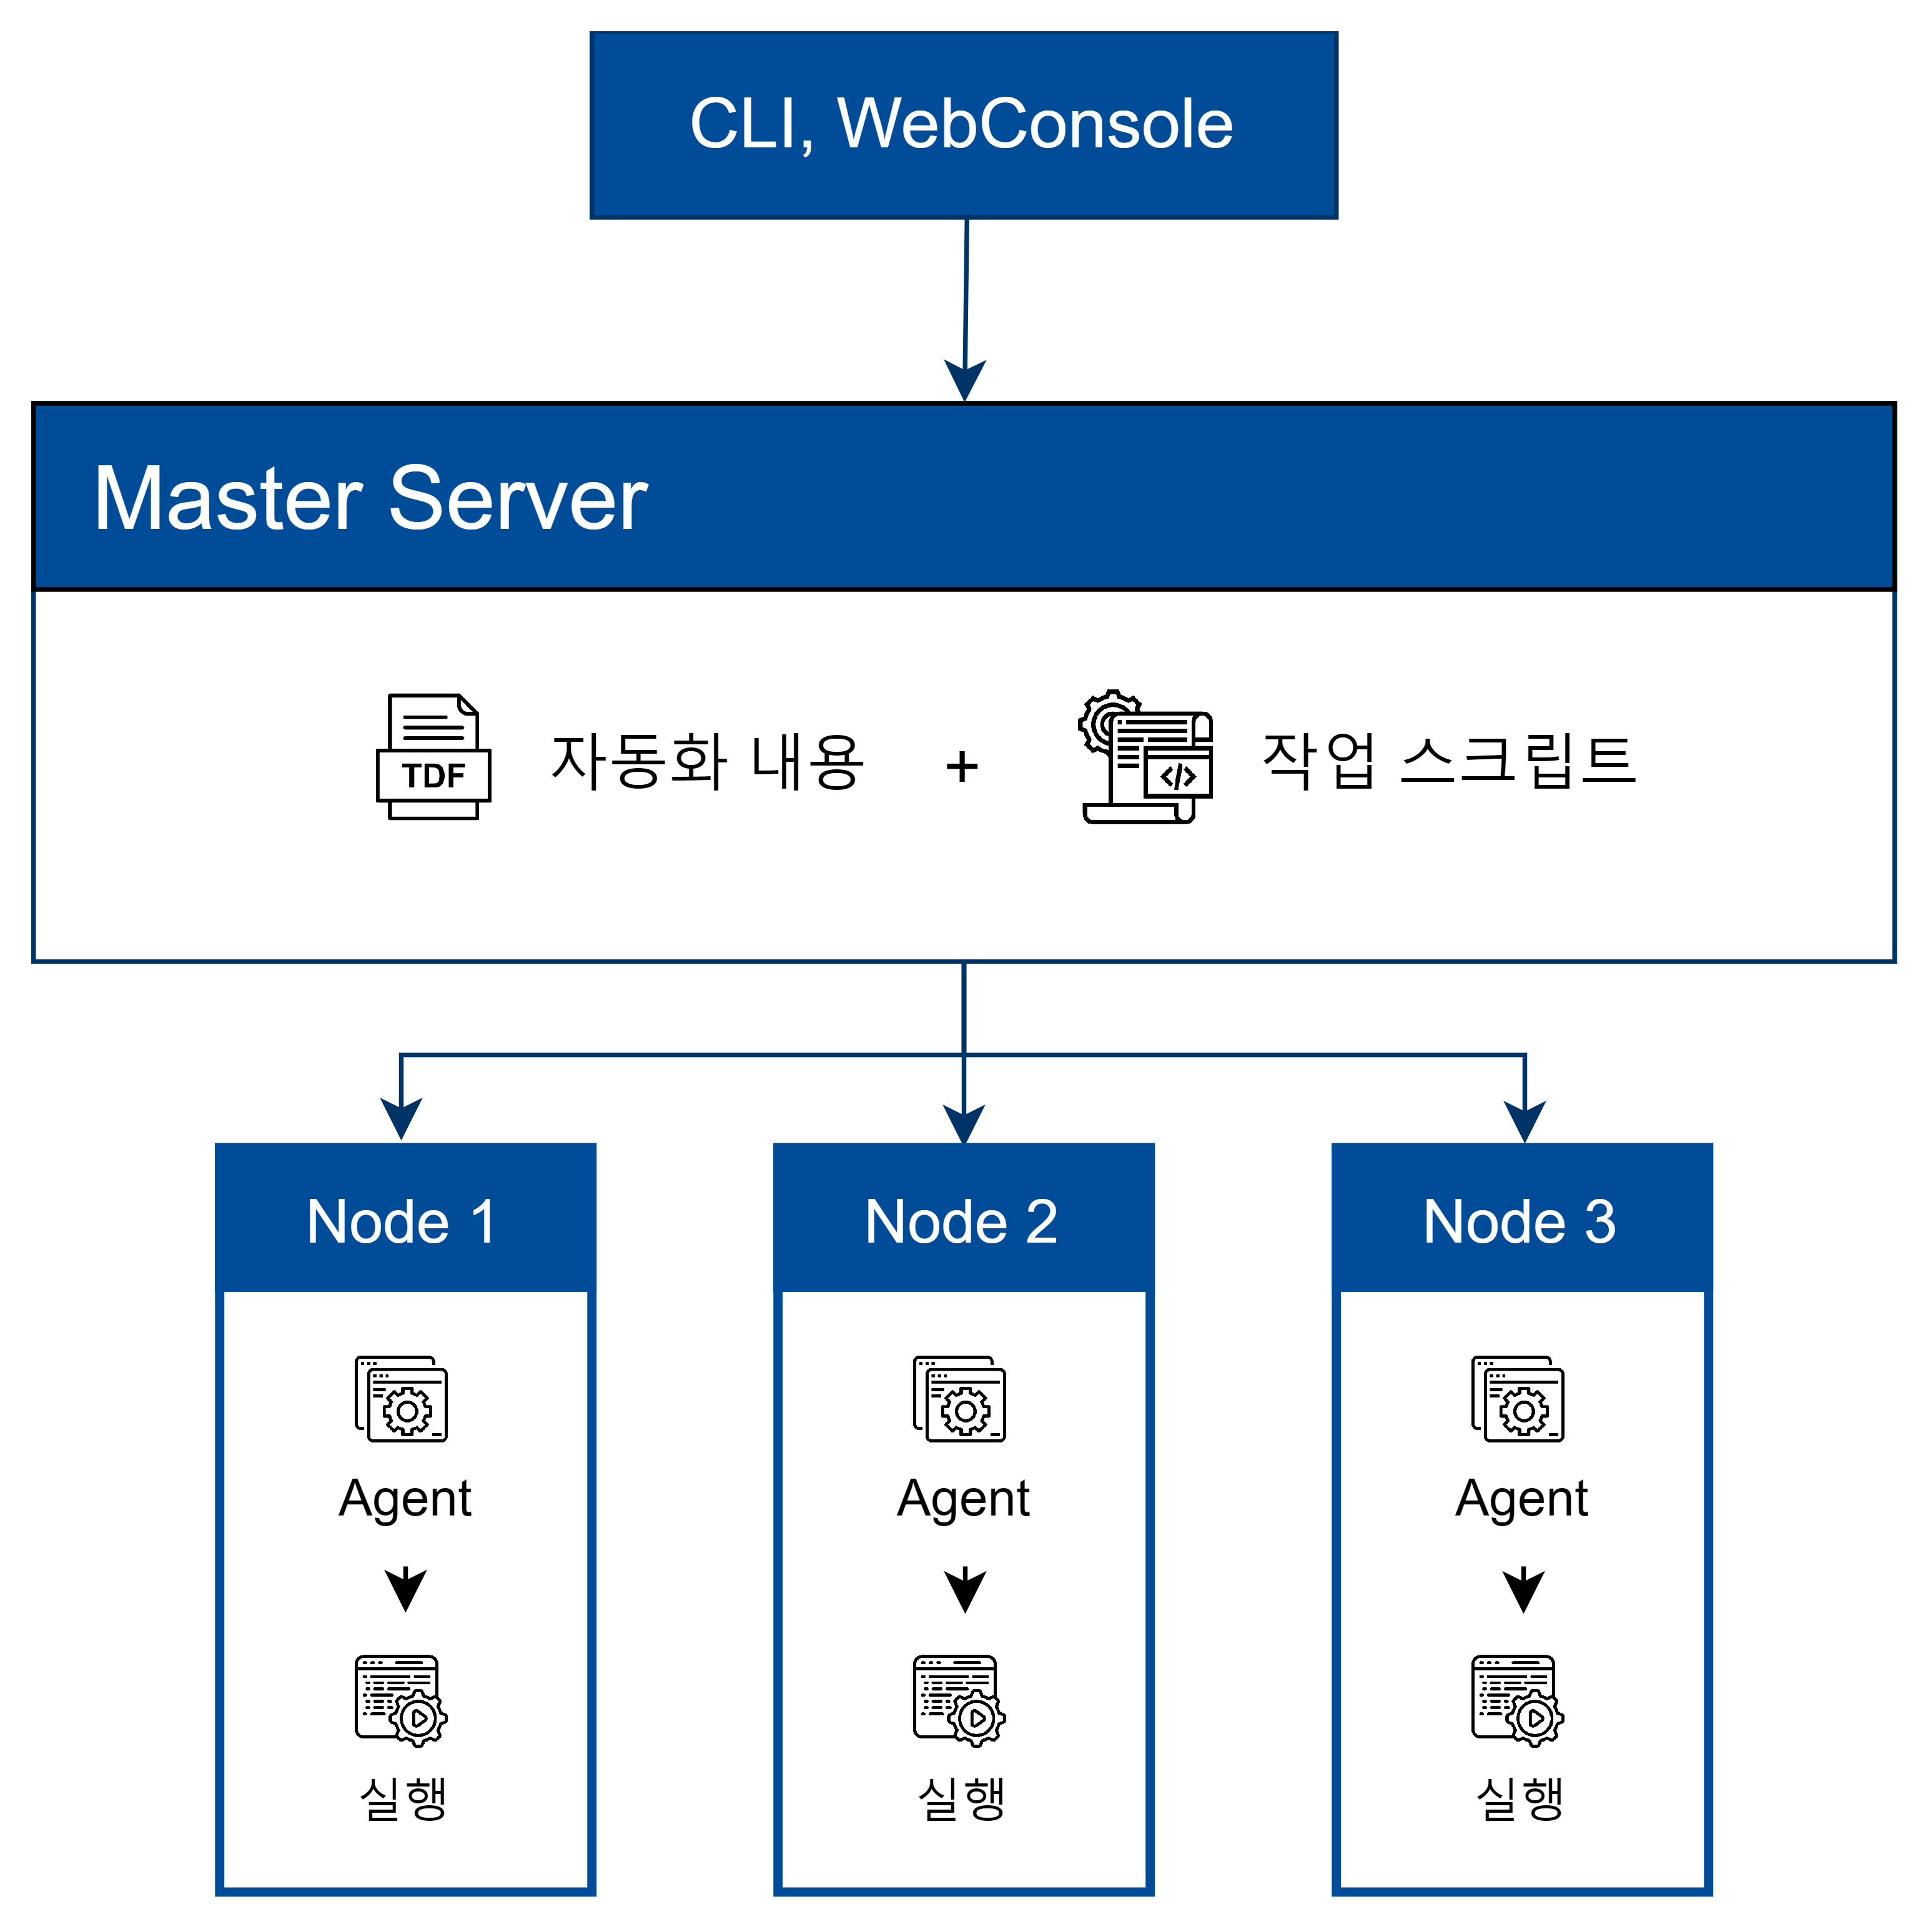 CLI, WebConsole
Master Server
TDF 자동화 내용 + 작업 스크립트
Node 1 Node 2 Node 3
Agent Agent Agent
실행 실행 실행